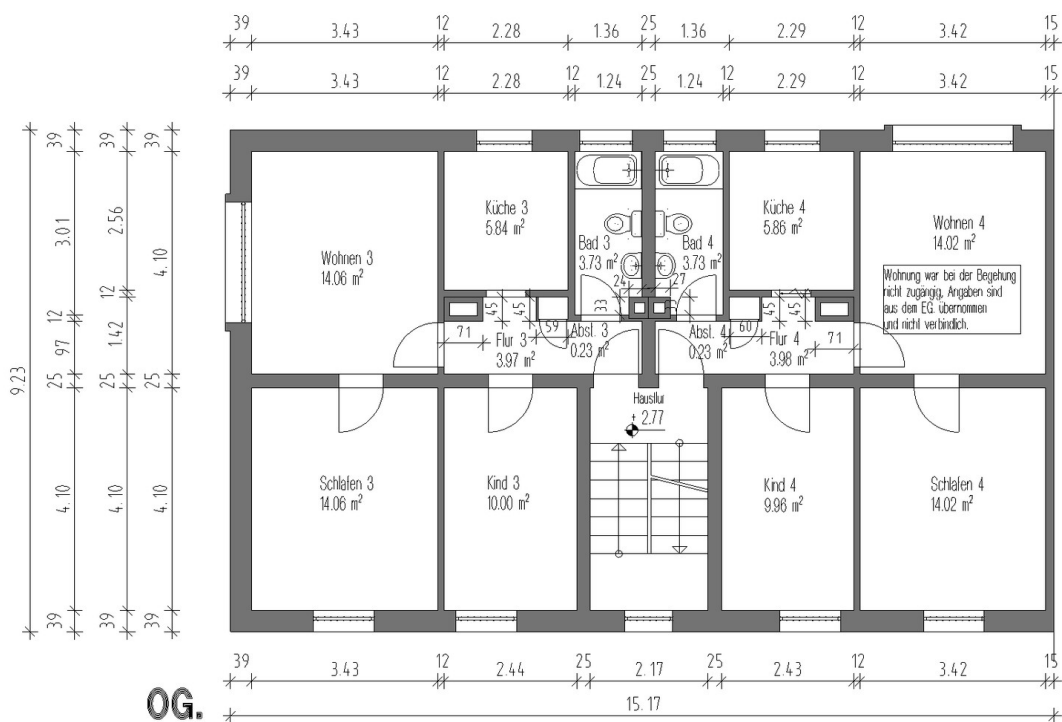 39 3.43 12 2.28 1.36 25 1.36 2.29 12 3.42 15
39 3.43 12 2.28 12 1.24 25 1.24 12 2.29 12 3.42 15
9.23
39 3.01 12 97 25 4.10 39
39 2.56 12 1.42 25 4.10 39
39 4.10 25 4.10 39
Wohnen 3
14.06 m²
Küche 3
5.84 m²
Bad 3
3.73 m²
Bad 4
3.73 m²
Küche 4
5.86 m²
Wohnen 4
14.02 m²
Wohnung war bei der Begehung
nicht zugängig, Angaben sind
aus dem EG. übernommen
und nicht verbindlich.
24
27
33
45
45
45
45
71
59
60
71
Flur 3
3.97 m²
Abst. 3
0.23 m²
Abst. 4
0.23 m²
Flur 4
3.98 m²
Hausflur
+ 2.77
Schlafen 3
14.06 m²
Kind 3
10.00 m²
Kind 4
9.96 m²
Schlafen 4
14.02 m²
39 3.43 12 2.44 25 2.17 25 2.43 12 3.42 15
15.17
OG.